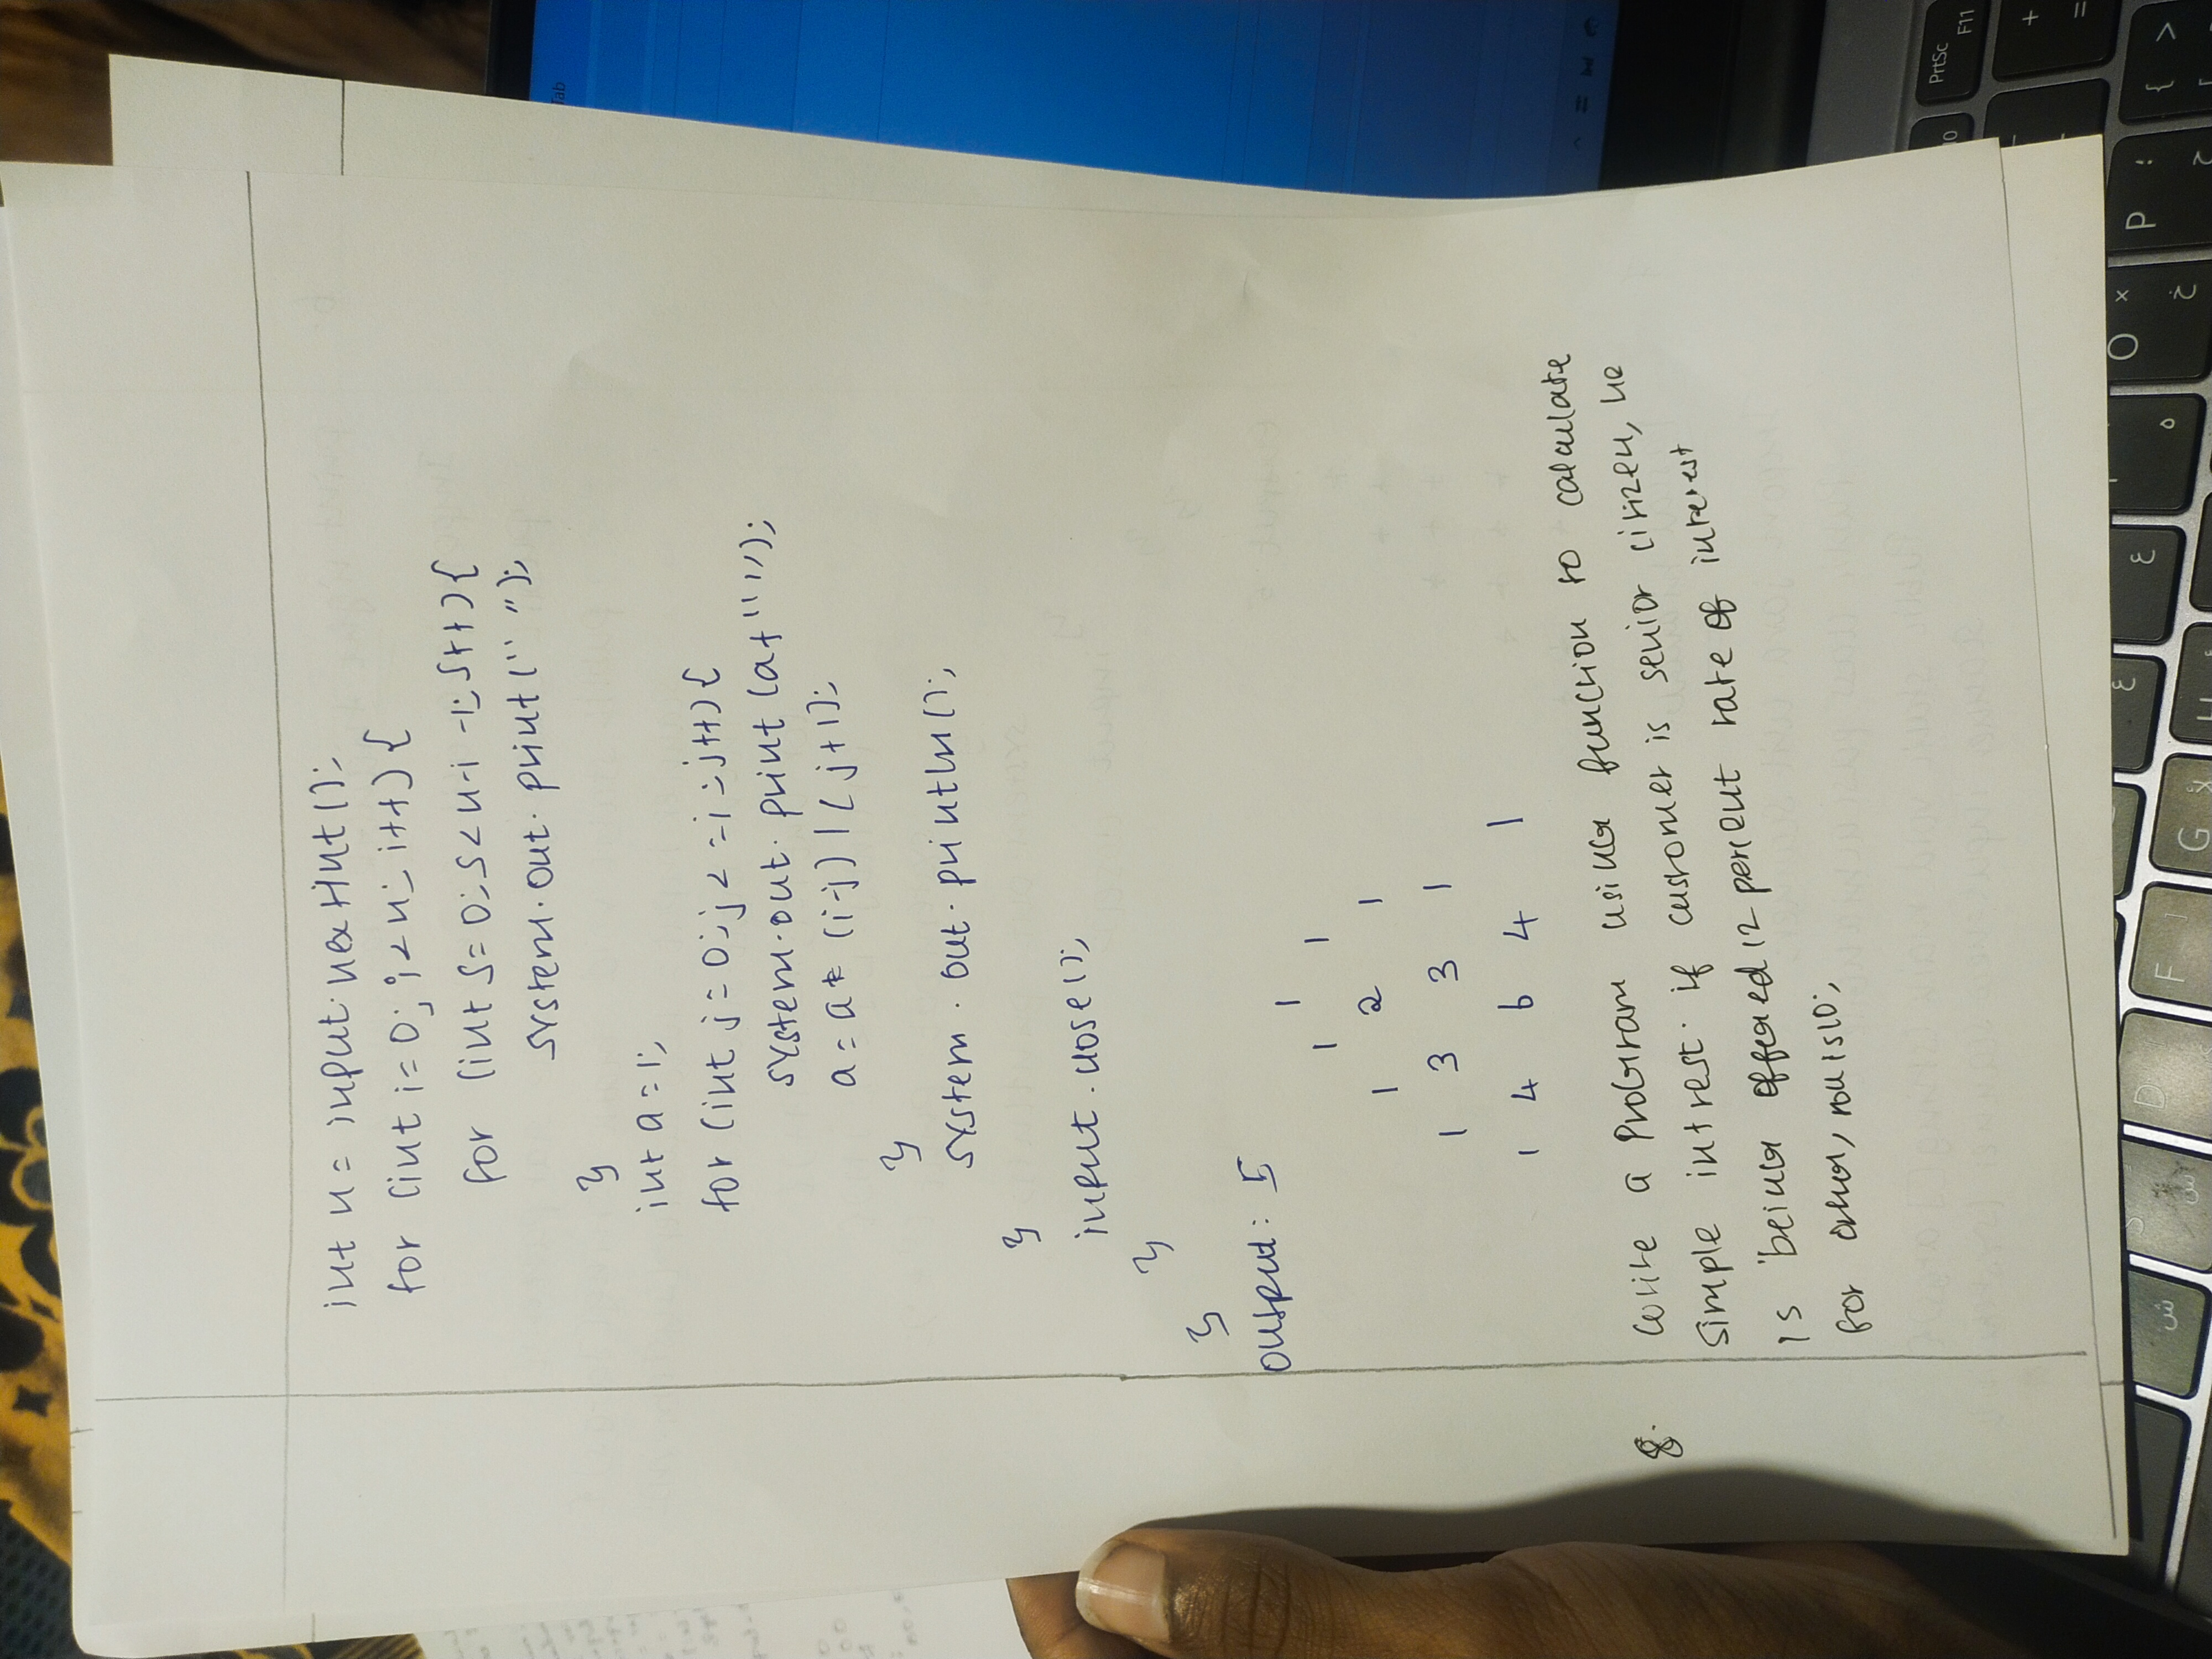 int n = input.nextInt();
for (int i=0; i<n; i++){
for (int s=0; s<n-i-1; s++){
system.out.print(" ");
}
int a=1;
for (int j=0; j<=i; j++){
system.out.print(a+" ");
a=a*(i-j)/(j+1);
}
system.out.println();
}
input.close();
}
}
output: 5
1
1 1
1 2 1
1 3 3 1
1 4 6 4 1
8. Write a Program using function to calculate
simple intrest. if customer is senior citizen, he
is being offered 12 percent rate of interest
for other, ROI is 10;
Tab
PrtSc
F11
10
+
=
S
D
F
G
H
O
P
ش
س
ع
غ
ه
خ
x
{
>